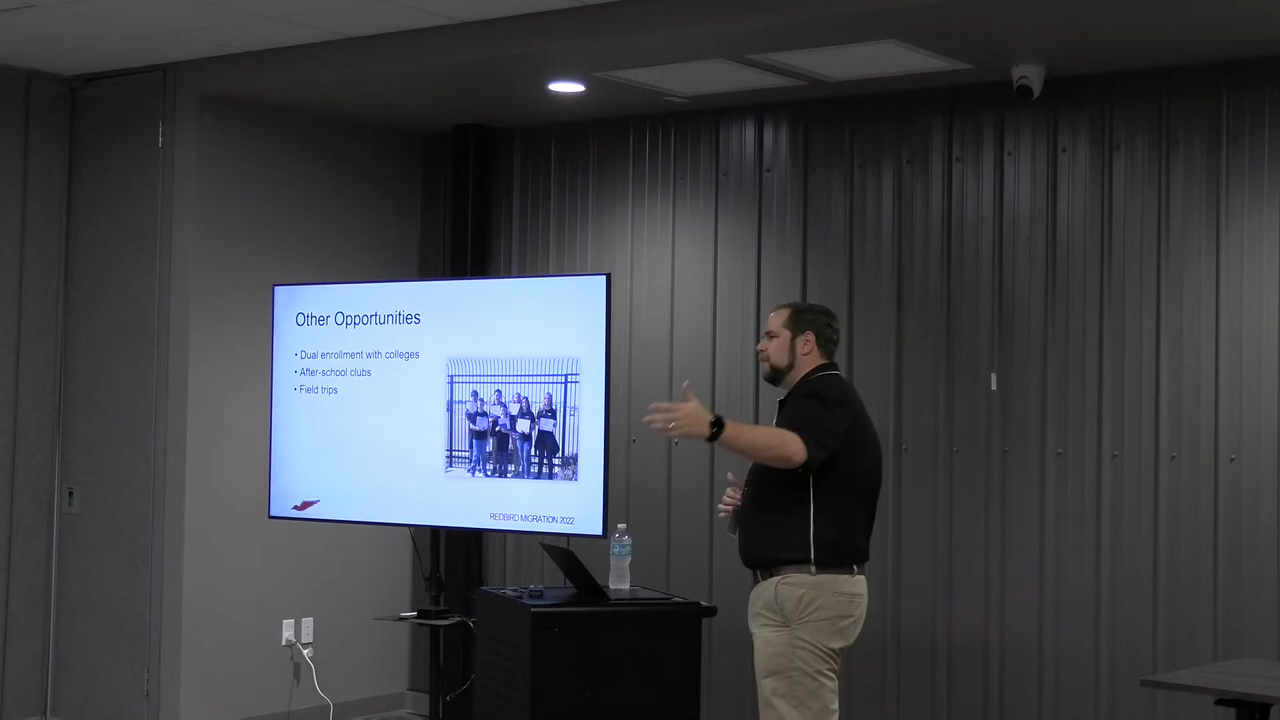 Other Opportunities
• Dual enrollment with colleges
• After-school clubs
• Field trips
REDBIRD MIGRATION 2022